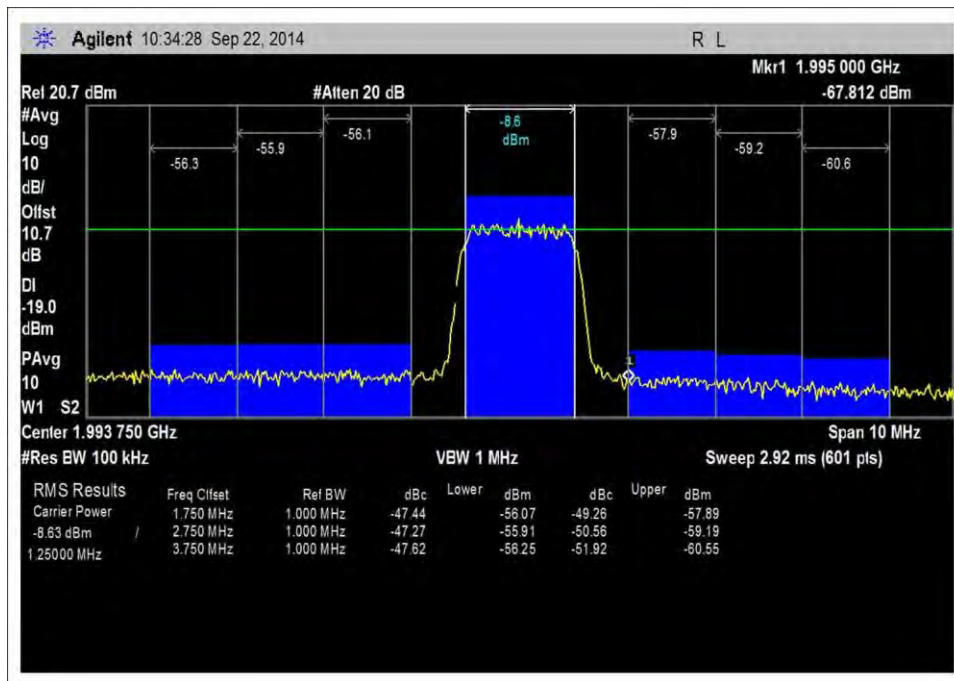 Agilent 10:34:28 Sep 22, 2014 R L
Mkr1 1.995 000 GHz
Rel 20.7 dBm #Atten 20 dB -67.812 dBm
#Avg
Log
10
dB/
Offst
10.7
dB
DI
-19.0
dBm
PAvg
10
W1 S2
-56.3 -55.9 -56.1 -8.6 dBm -57.9 -59.2 -60.6
1
Center 1.993 750 GHz Span 10 MHz
#Res BW 100 kHz VBW 1 MHz Sweep 2.92 ms (601 pts)
RMS Results Freq Clfset Ref BW dBc Lower dBm dBc Upper dBm
Carrier Power 1.750 MHz 1.000 MHz -47.44 -56.07 -49.26 -57.89
-8.63 dBm / 2.750 MHz 1.000 MHz -47.27 -55.91 -50.56 -59.19
1.25000 MHz 3.750 MHz 1.000 MHz -47.62 -56.25 -51.92 -60.55